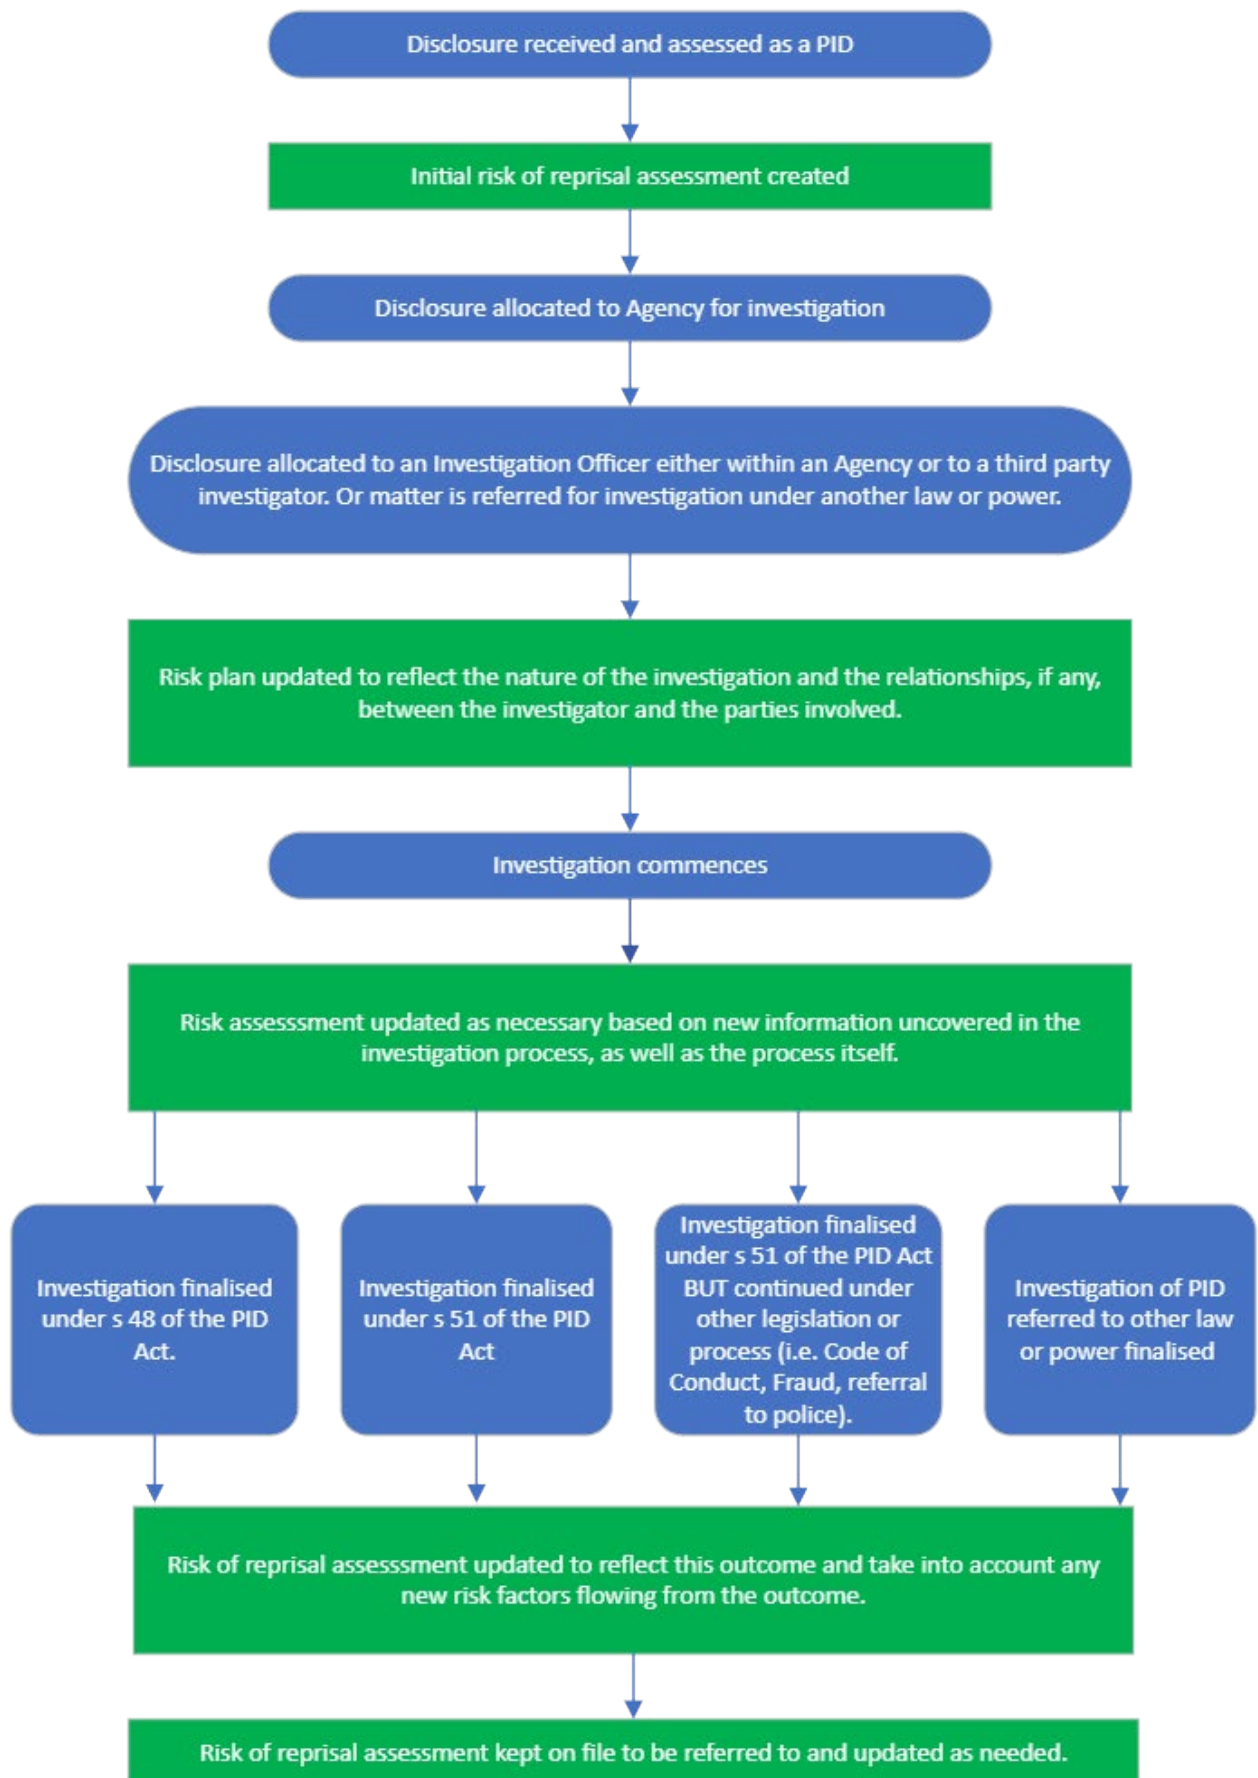 Disclosure received and assessed as a PID
Initial risk of reprisal assessment created
Disclosure allocated to Agency for investigation
Disclosure allocated to an Investigation Officer either within an Agency or to a third party
investigator. Or matter is referred for investigation under another law or power.
Risk plan updated to reflect the nature of the investigation and the relationships, if any,
between the investigator and the parties involved.
Investigation commences
Risk assesssment updated as necessary based on new information uncovered in the
investigation process, as well as the process itself.
Investigation finalised
under s 48 of the PID
Act.
Investigation finalised
under s 51 of the PID
Act
Investigation finalised
under s 51 of the PID Act
BUT continued under
other legislation or
process (i.e. Code of
Conduct, Fraud, referral
to police).
Investigation of PID
referred to other law
or power finalised
Risk of reprisal assesssment updated to reflect this outcome and take into account any
new risk factors flowing from the outcome.
Risk of reprisal assessment kept on file to be referred to and updated as needed.